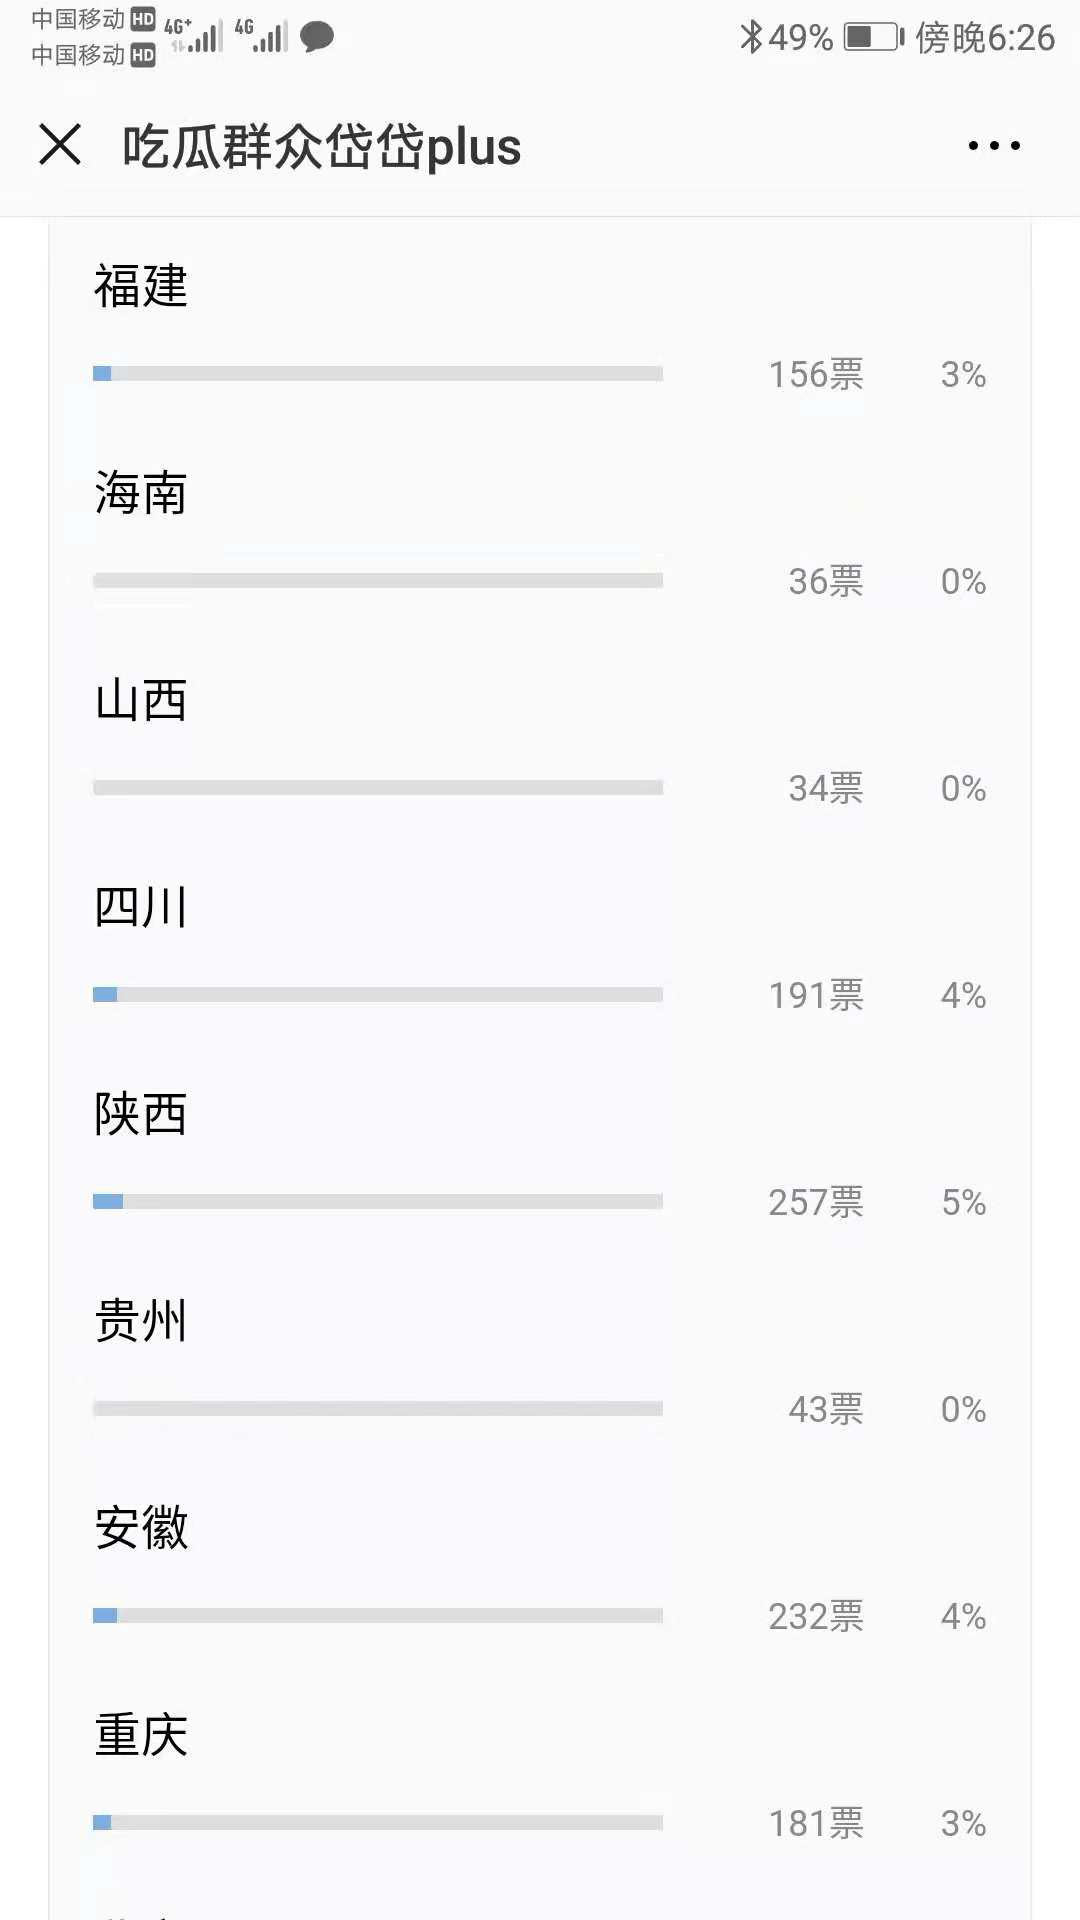 中国移动 HD 4G+ 4G 49% 傍晚6:26
中国移动 HD
吃瓜群众岱岱plus
福建
156票 3%
海南
36票 0%
山西
34票 0%
四川
191票 4%
陕西
257票 5%
贵州
43票 0%
安徽
232票 4%
重庆
181票 3%